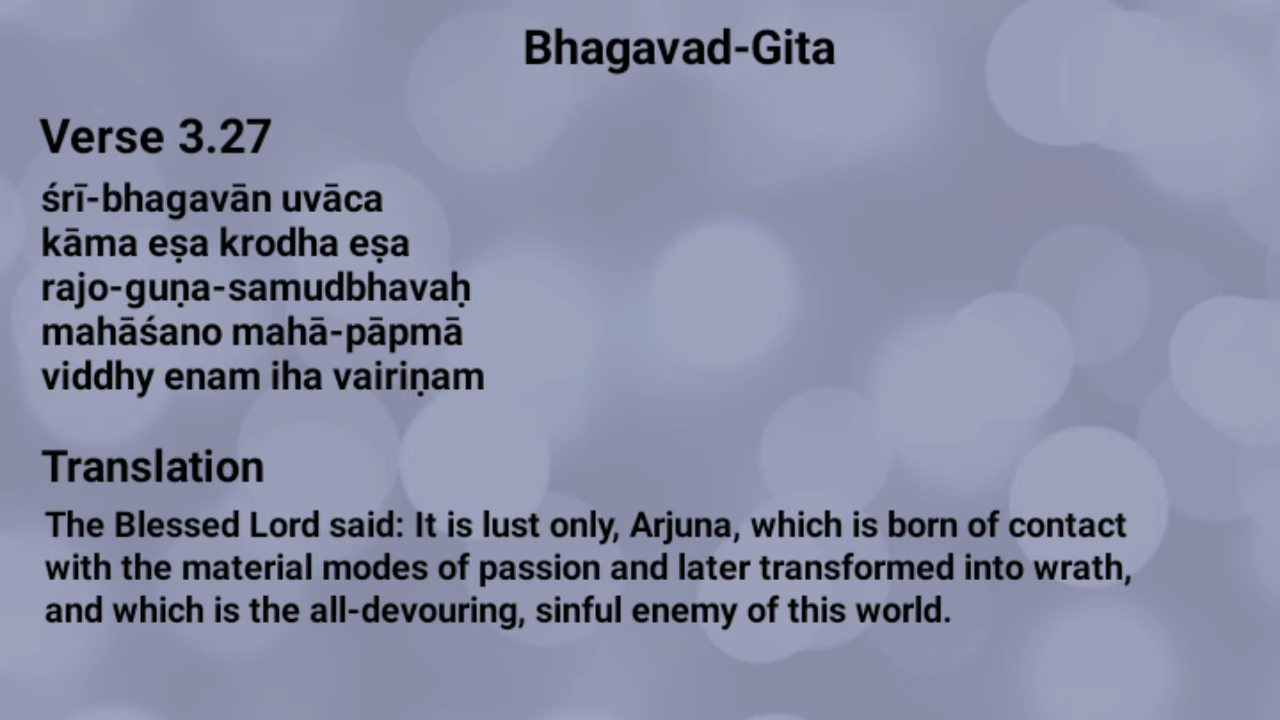 Bhagavad-Gita
Verse 3.27
śrī-bhagavān uvāca
kāma eṣa krodha eṣa
rajo-guṇa-samudbhavaḥ
mahāśano mahā-pāpmā
viddhy enam iha vairiṇam
Translation
The Blessed Lord said: It is lust only, Arjuna, which is born of contact
with the material modes of passion and later transformed into wrath,
and which is the all-devouring, sinful enemy of this world.